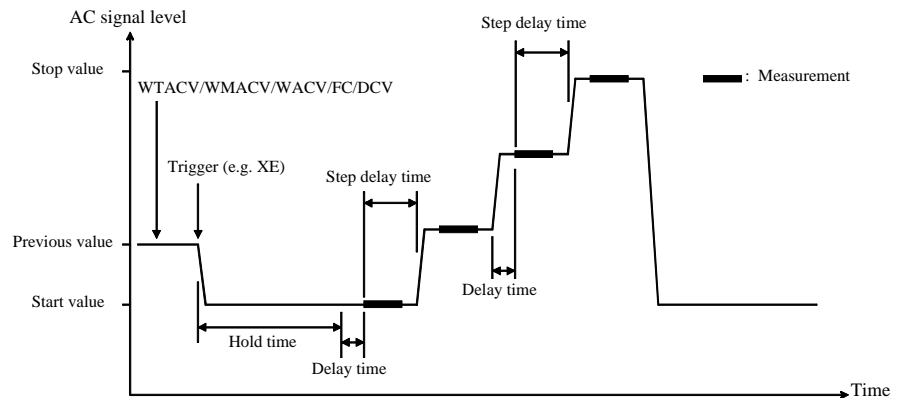 AC signal level
Step delay time
Stop value
: Measurement
WTACV/WMACV/WACV/FC/DCV
Trigger (e.g. XE)
Step delay time
Previous value
Delay time
Start value
Hold time
Delay time
Time